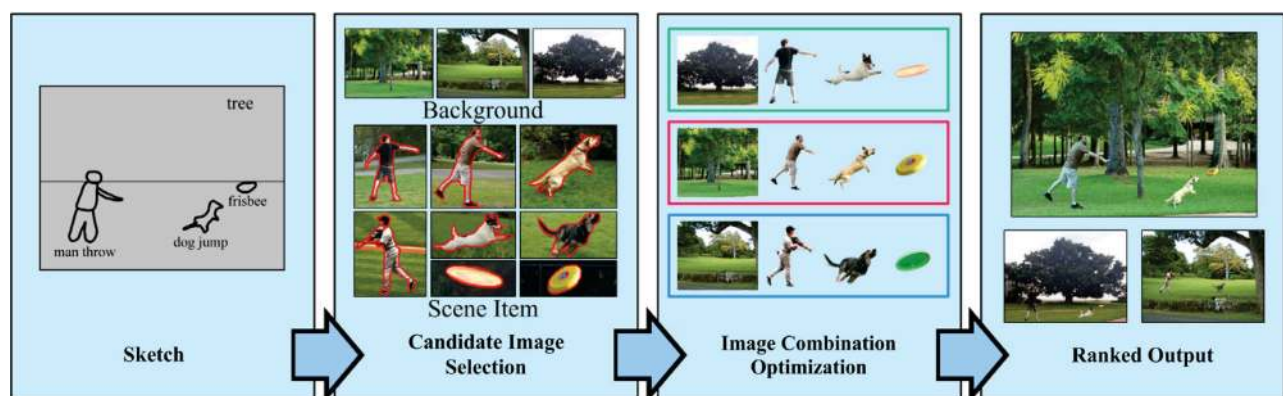 tree
frisbee
man throw
dog jump
Sketch
Background
Scene Item
Candidate Image
Selection
Image Combination
Optimization
Ranked Output